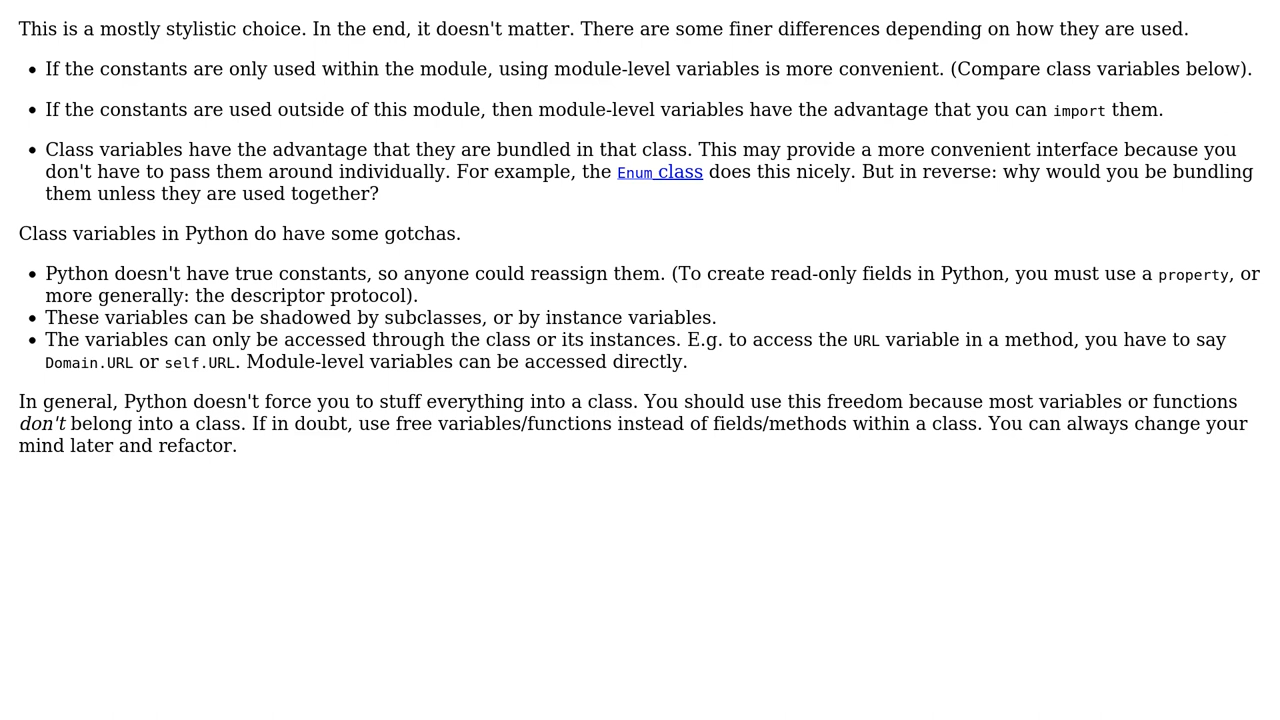 This is a mostly stylistic choice. In the end, it doesn't matter. There are some finer differences depending on how they are used.
• If the constants are only used within the module, using module-level variables is more convenient. (Compare class variables below).
• If the constants are used outside of this module, then module-level variables have the advantage that you can import them.
• Class variables have the advantage that they are bundled in that class. This may provide a more convenient interface because you
don't have to pass them around individually. For example, the Enum class does this nicely. But in reverse: why would you be bundling
them unless they are used together?
Class variables in Python do have some gotchas.
• Python doesn't have true constants, so anyone could reassign them. (To create read-only fields in Python, you must use a property, or
more generally: the descriptor protocol).
• These variables can be shadowed by subclasses, or by instance variables.
• The variables can only be accessed through the class or its instances. E.g. to access the URL variable in a method, you have to say
Domain.URL or self.URL. Module-level variables can be accessed directly.
In general, Python doesn't force you to stuff everything into a class. You should use this freedom because most variables or functions
don't belong into a class. If in doubt, use free variables/functions instead of fields/methods within a class. You can always change your
mind later and refactor.